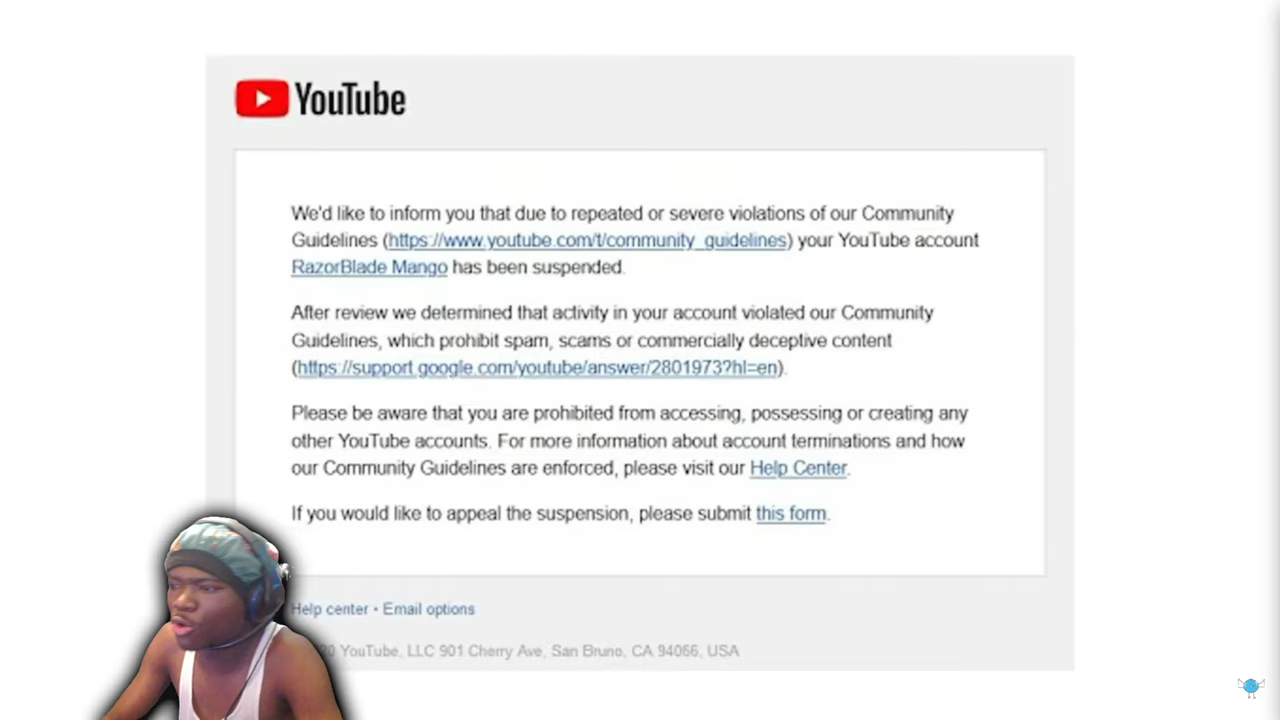 YouTube
We'd like to inform you that due to repeated or severe violations of our Community
Guidelines (https://www.youtube.com/t/community_guidelines) your YouTube account
RazorBlade Mango has been suspended.
After review we determined that activity in your account violated our Community
Guidelines, which prohibit spam, scams or commercially deceptive content
(https://support.google.com/youtube/answer/2801973?hl=en).
Please be aware that you are prohibited from accessing, possessing or creating any
other YouTube accounts. For more information about account terminations and how
our Community Guidelines are enforced, please visit our Help Center.
If you would like to appeal the suspension, please submit this form.
Help center • Email options
YouTube, LLC 901 Cherry Ave, San Bruno, CA 94066, USA